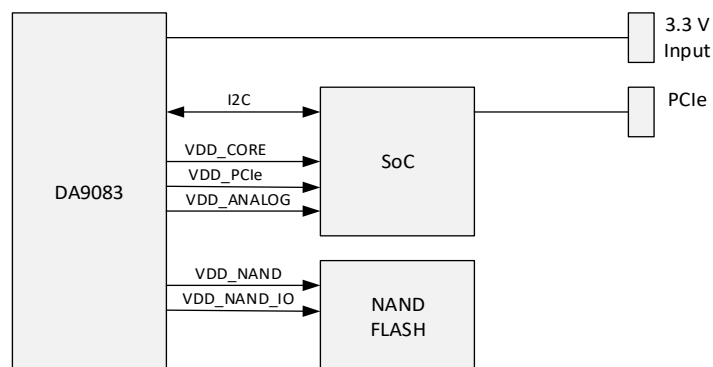 3.3 V
Input
I2C
PCIe
VDD_CORE
SoC
VDD_PCIe
DA9083
VDD_ANALOG
VDD_NAND
VDD_NAND_IO
NAND
FLASH